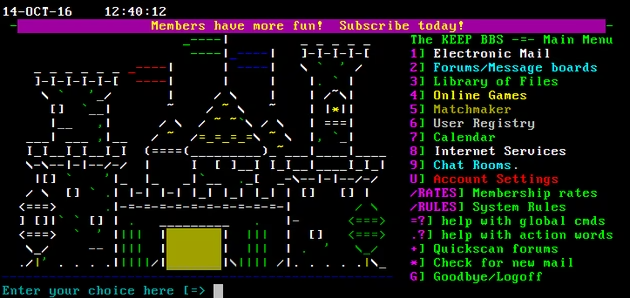 14-OCT-16     12:40:12
Members have more fun!  Subscribe today!
The KEEP BBS -=- Main Menu
1] Electronic Mail
2] Forums/Message boards
3] Library of Files
4] Online Games
5] Matchmaker
6] User Registry
7] Calendar
8] Internet Services
9] Chat Rooms.
U] Account Settings
/RATES] Membership rates
/RULES] System Rules
=?] help with global cmds
.?] help with action words
+] Quickscan forums
*] Check for new mail
G] Goodbye/Logoff
Enter your choice here [=>